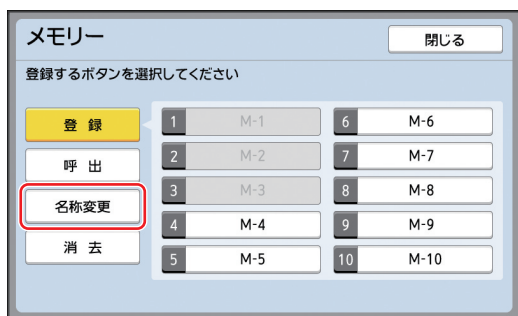 メモリー
閉じる
登録するボタンを選択してください
登 録
呼 出
名称変更
消 去
1 M-1
2 M-2
3 M-3
4 M-4
5 M-5
6 M-6
7 M-7
8 M-8
9 M-9
10 M-10